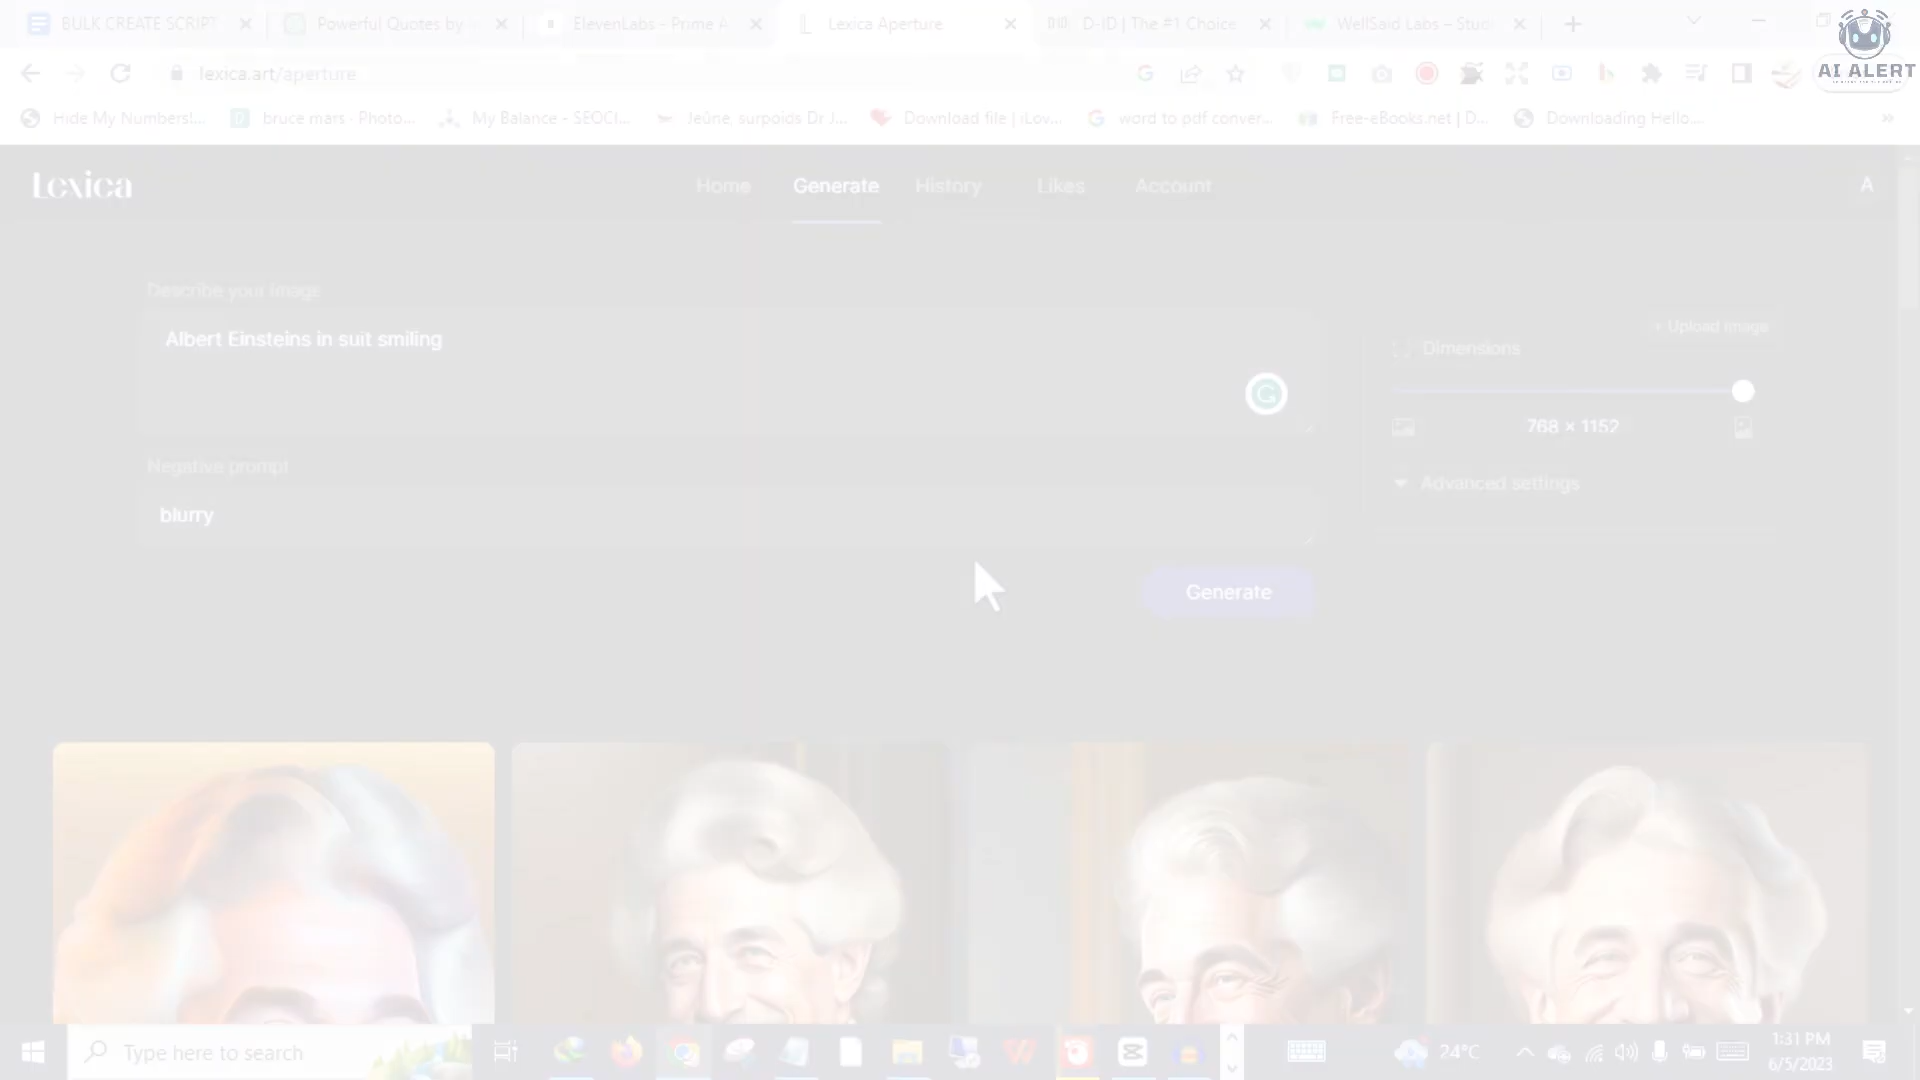 BULK CREATE SCRIPT
Powerful Quotes by
ElevenLabs – Prime A
Lexica Aperture
D-ID | The #1 Choice
WellSaid Labs – Stud
lexica.art/aperture
AI ALERT
Hide My Numbers!...
bruce mars · Photo...
My Balance - SEOCl...
Jeûne, surpoids Dr J...
Download file | iLov...
word to pdf conver...
Free-eBooks.net | D...
Downloading Hello....
»
Lexica
Home
Generate
History
Likes
Account
A
Describe your image
Albert Einsteins in suit smiling
+ Upload Image
Dimensions
768 × 1152
Advanced settings
Negative prompt
blurry
Generate
Type here to search
24°C
1:31 PM
6/5/2023